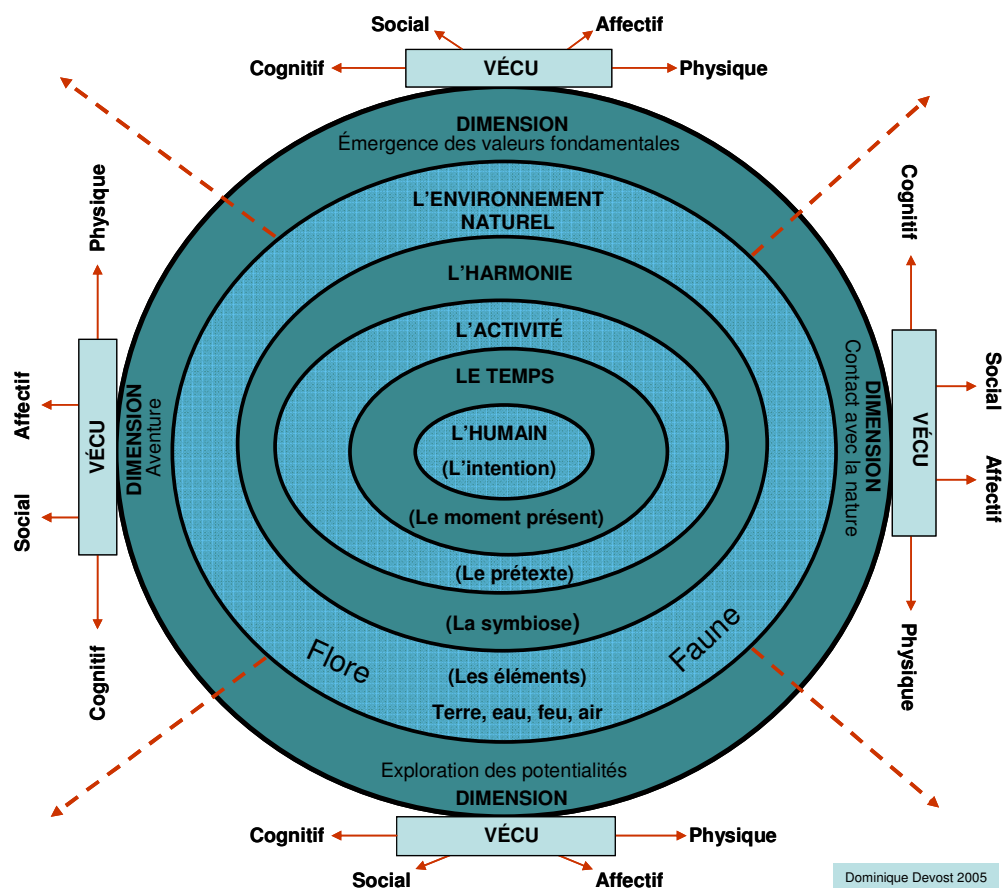 Social
Affectif
Cognitif
VÉCU
Physique
DIMENSION
Émergence des valeurs fondamentales
L'ENVIRONNEMENT
NATUREL
L'HARMONIE
L'ACTIVITÉ
LE TEMPS
L'HUMAIN
(L'intention)
(Le moment présent)
(Le prétexte)
(La symbiose)
Flore
Faune
(Les éléments)
Terre, eau, feu, air
Exploration des potentialités
DIMENSION
Physique
Affectif
VÉCU
Social
Cognitif
DIMENSION
Aventure
Cognitif
Social
VÉCU
Affectif
Physique
DIMENSION
Contact avec la nature
Cognitif
VÉCU
Physique
Social
Affectif
Dominique Devost 2005